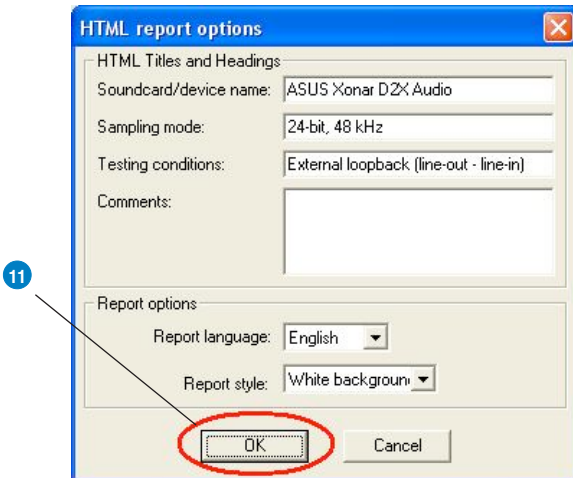 HTML report options
HTML Titles and Headings
Soundcard/device name: ASUS Xonar D2X Audio
Sampling mode: 24-bit, 48 kHz
Testing conditions: External loopback (line-out - line-in)
Comments:
11
Report options
Report language: English
Report style: White backgroun
OK Cancel